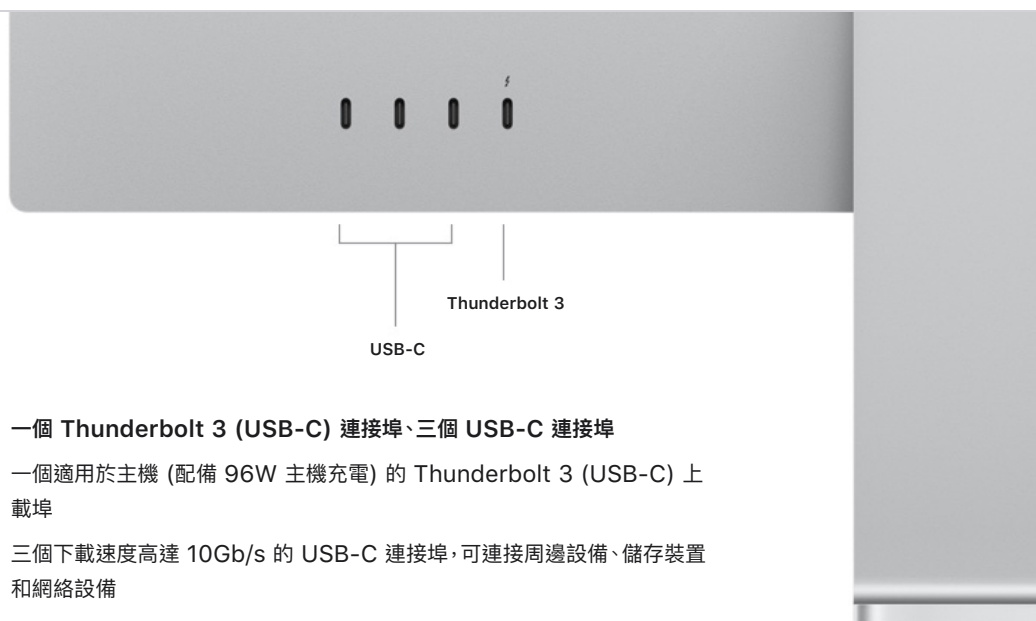 Thunderbolt 3
USB-C
一個 Thunderbolt 3 (USB-C) 連接埠、三個 USB-C 連接埠
一個適用於主機 (配備 96W 主機充電) 的 Thunderbolt 3 (USB-C) 上
載埠
三個下載速度高達 10Gb/s 的 USB-C 連接埠，可連接周邊設備、儲存裝置
和網絡設備